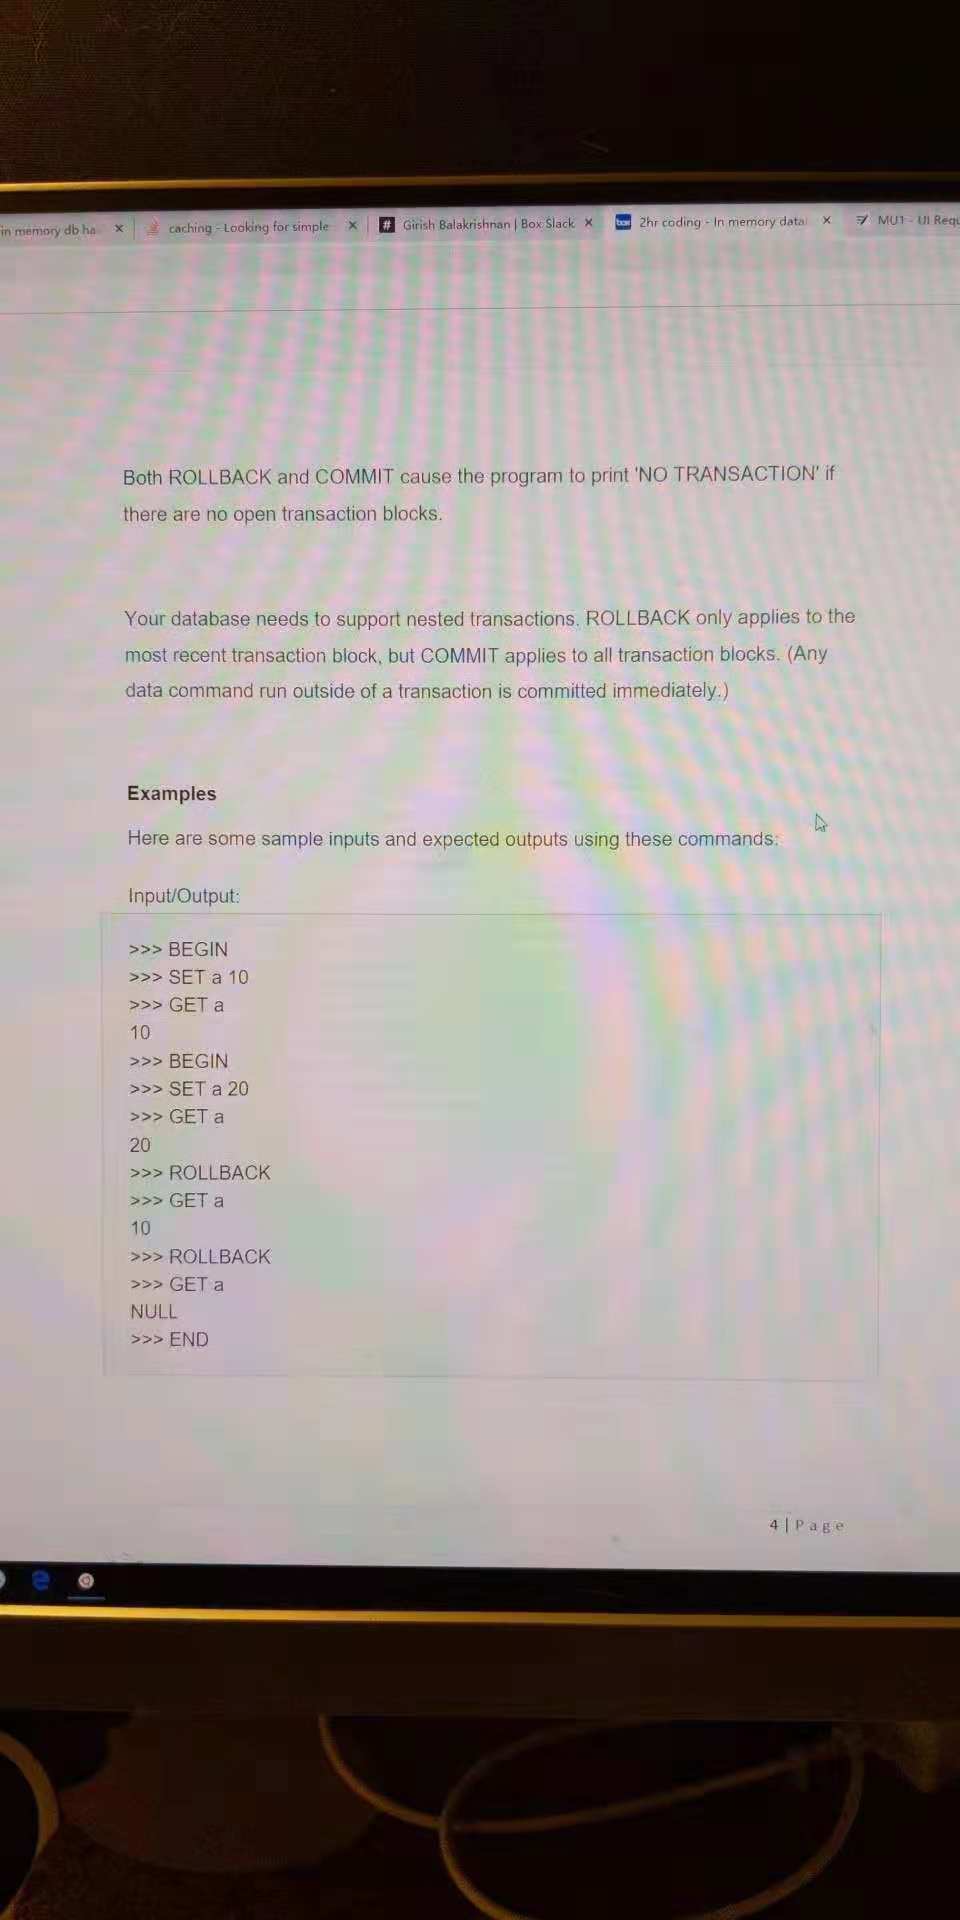 in memory db ha
caching - Looking for simple
# Girish Balakrishnan | Box Slack
box 2hr coding - In memory data
MU1 - UI Requ
Both ROLLBACK and COMMIT cause the program to print 'NO TRANSACTION' if
there are no open transaction blocks.
Your database needs to support nested transactions. ROLLBACK only applies to the
most recent transaction block, but COMMIT applies to all transaction blocks. (Any
data command run outside of a transaction is committed immediately.)
Examples
Here are some sample inputs and expected outputs using these commands:
Input/Output:
>>> BEGIN
>>> SET a 10
>>> GET a
10
>>> BEGIN
>>> SET a 20
>>> GET a
20
>>> ROLLBACK
>>> GET a
10
>>> ROLLBACK
>>> GET a
NULL
>>> END
4 | Page